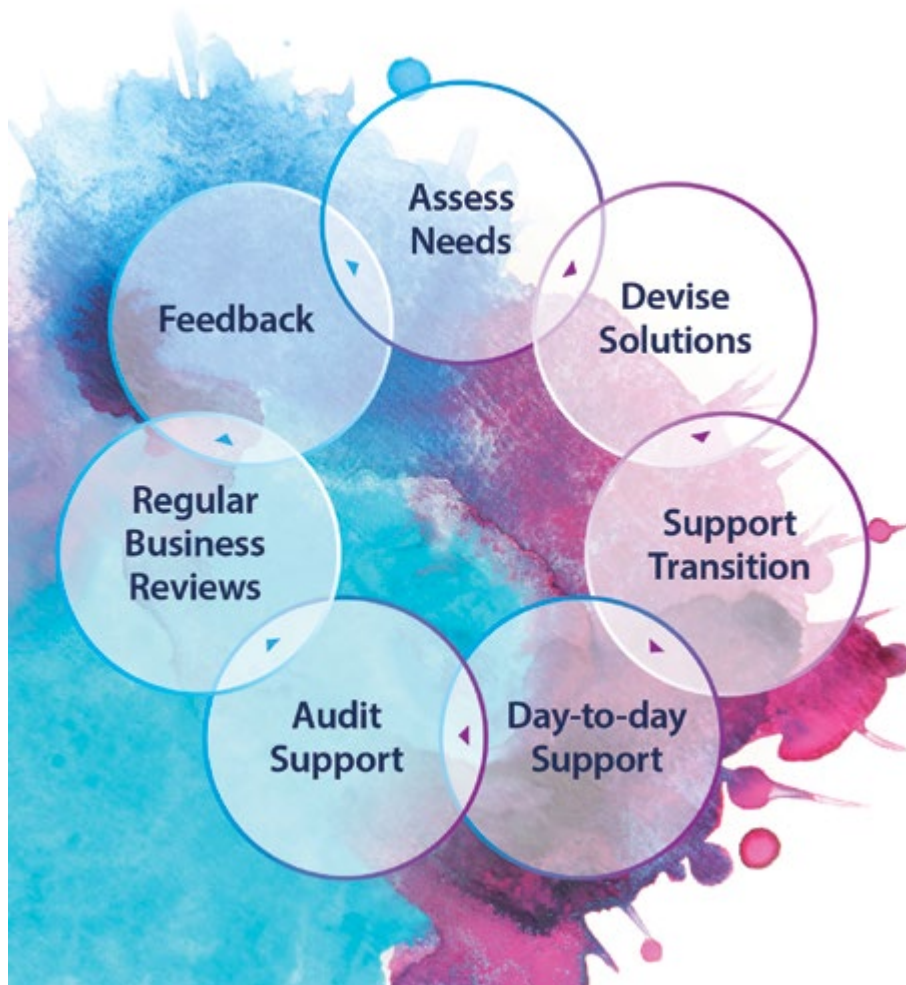 Assess
Needs
Devise
Solutions
Support
Transition
Day-to-day
Support
Audit
Support
Regular
Business
Reviews
Feedback